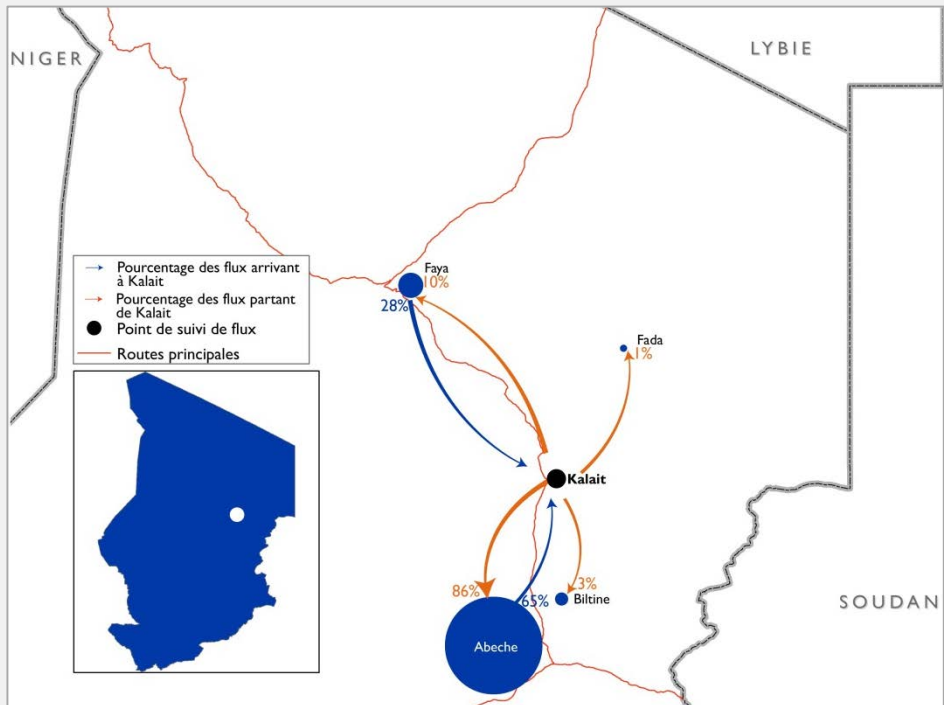 NIGER
LYBIE
Faya
10%
28%
Pourcentage des flux arrivant
à Kalait
Pourcentage des flux partant
de Kalait
Point de suivi de flux
Routes principales
Fada
1%
Kalait
86%
65%
3%
Biltine
SOUDAN
Abeche